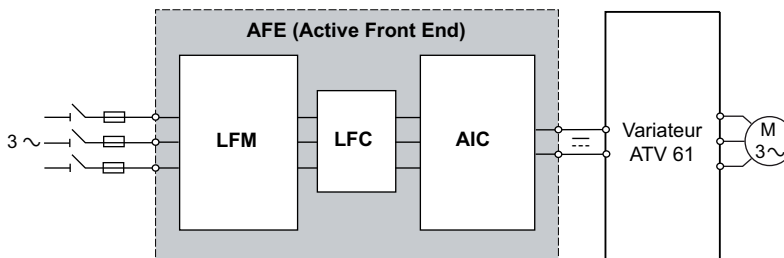 AFE (Active Front End)
3 ~
LFM
LFC
AIC
Variateur
ATV 61
M
3~